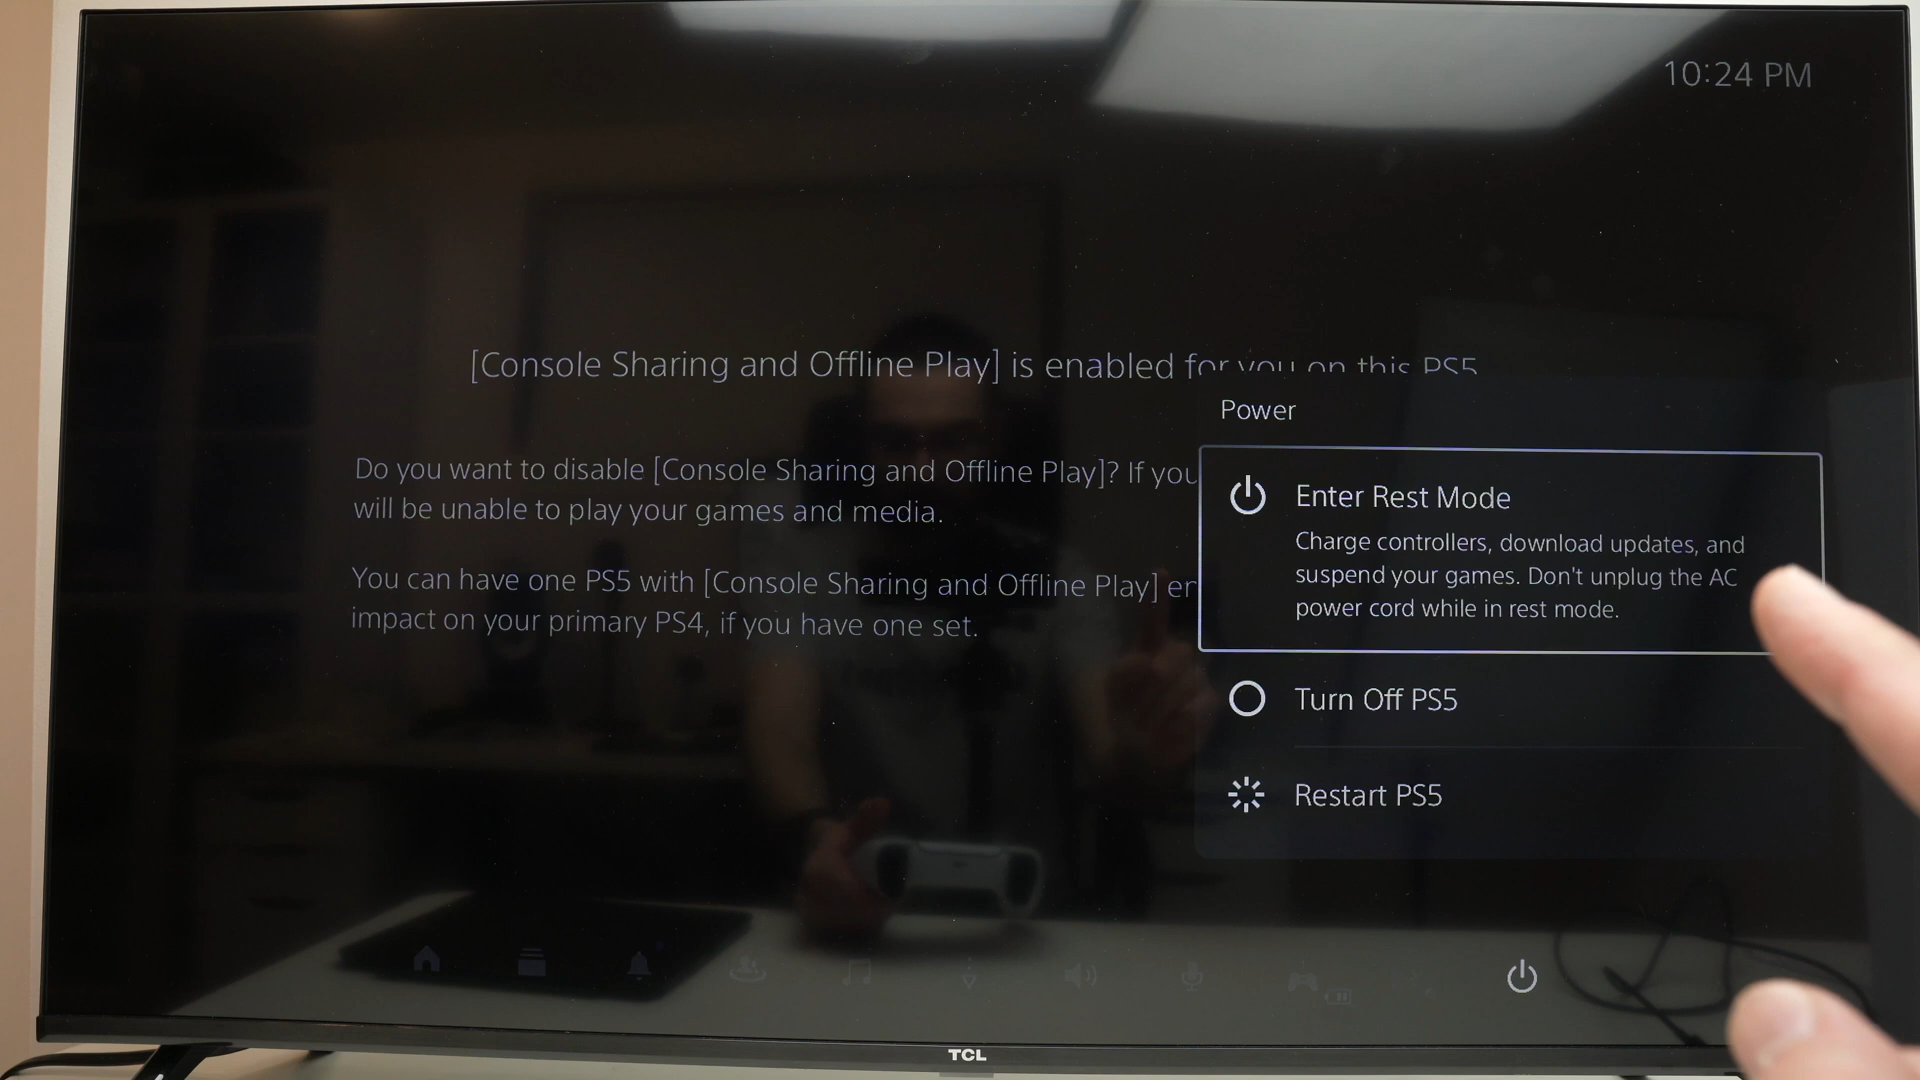 10:24 PM
[Console Sharing and Offline Play] is enabled for you on this PS5
Do you want to disable [Console Sharing and Offline Play]? If you
will be unable to play your games and media.
You can have one PS5 with [Console Sharing and Offline Play] en
impact on your primary PS4, if you have one set.
Power
Enter Rest Mode
Charge controllers, download updates, and
suspend your games. Don't unplug the AC
power cord while in rest mode.
Turn Off PS5
Restart PS5
TCL